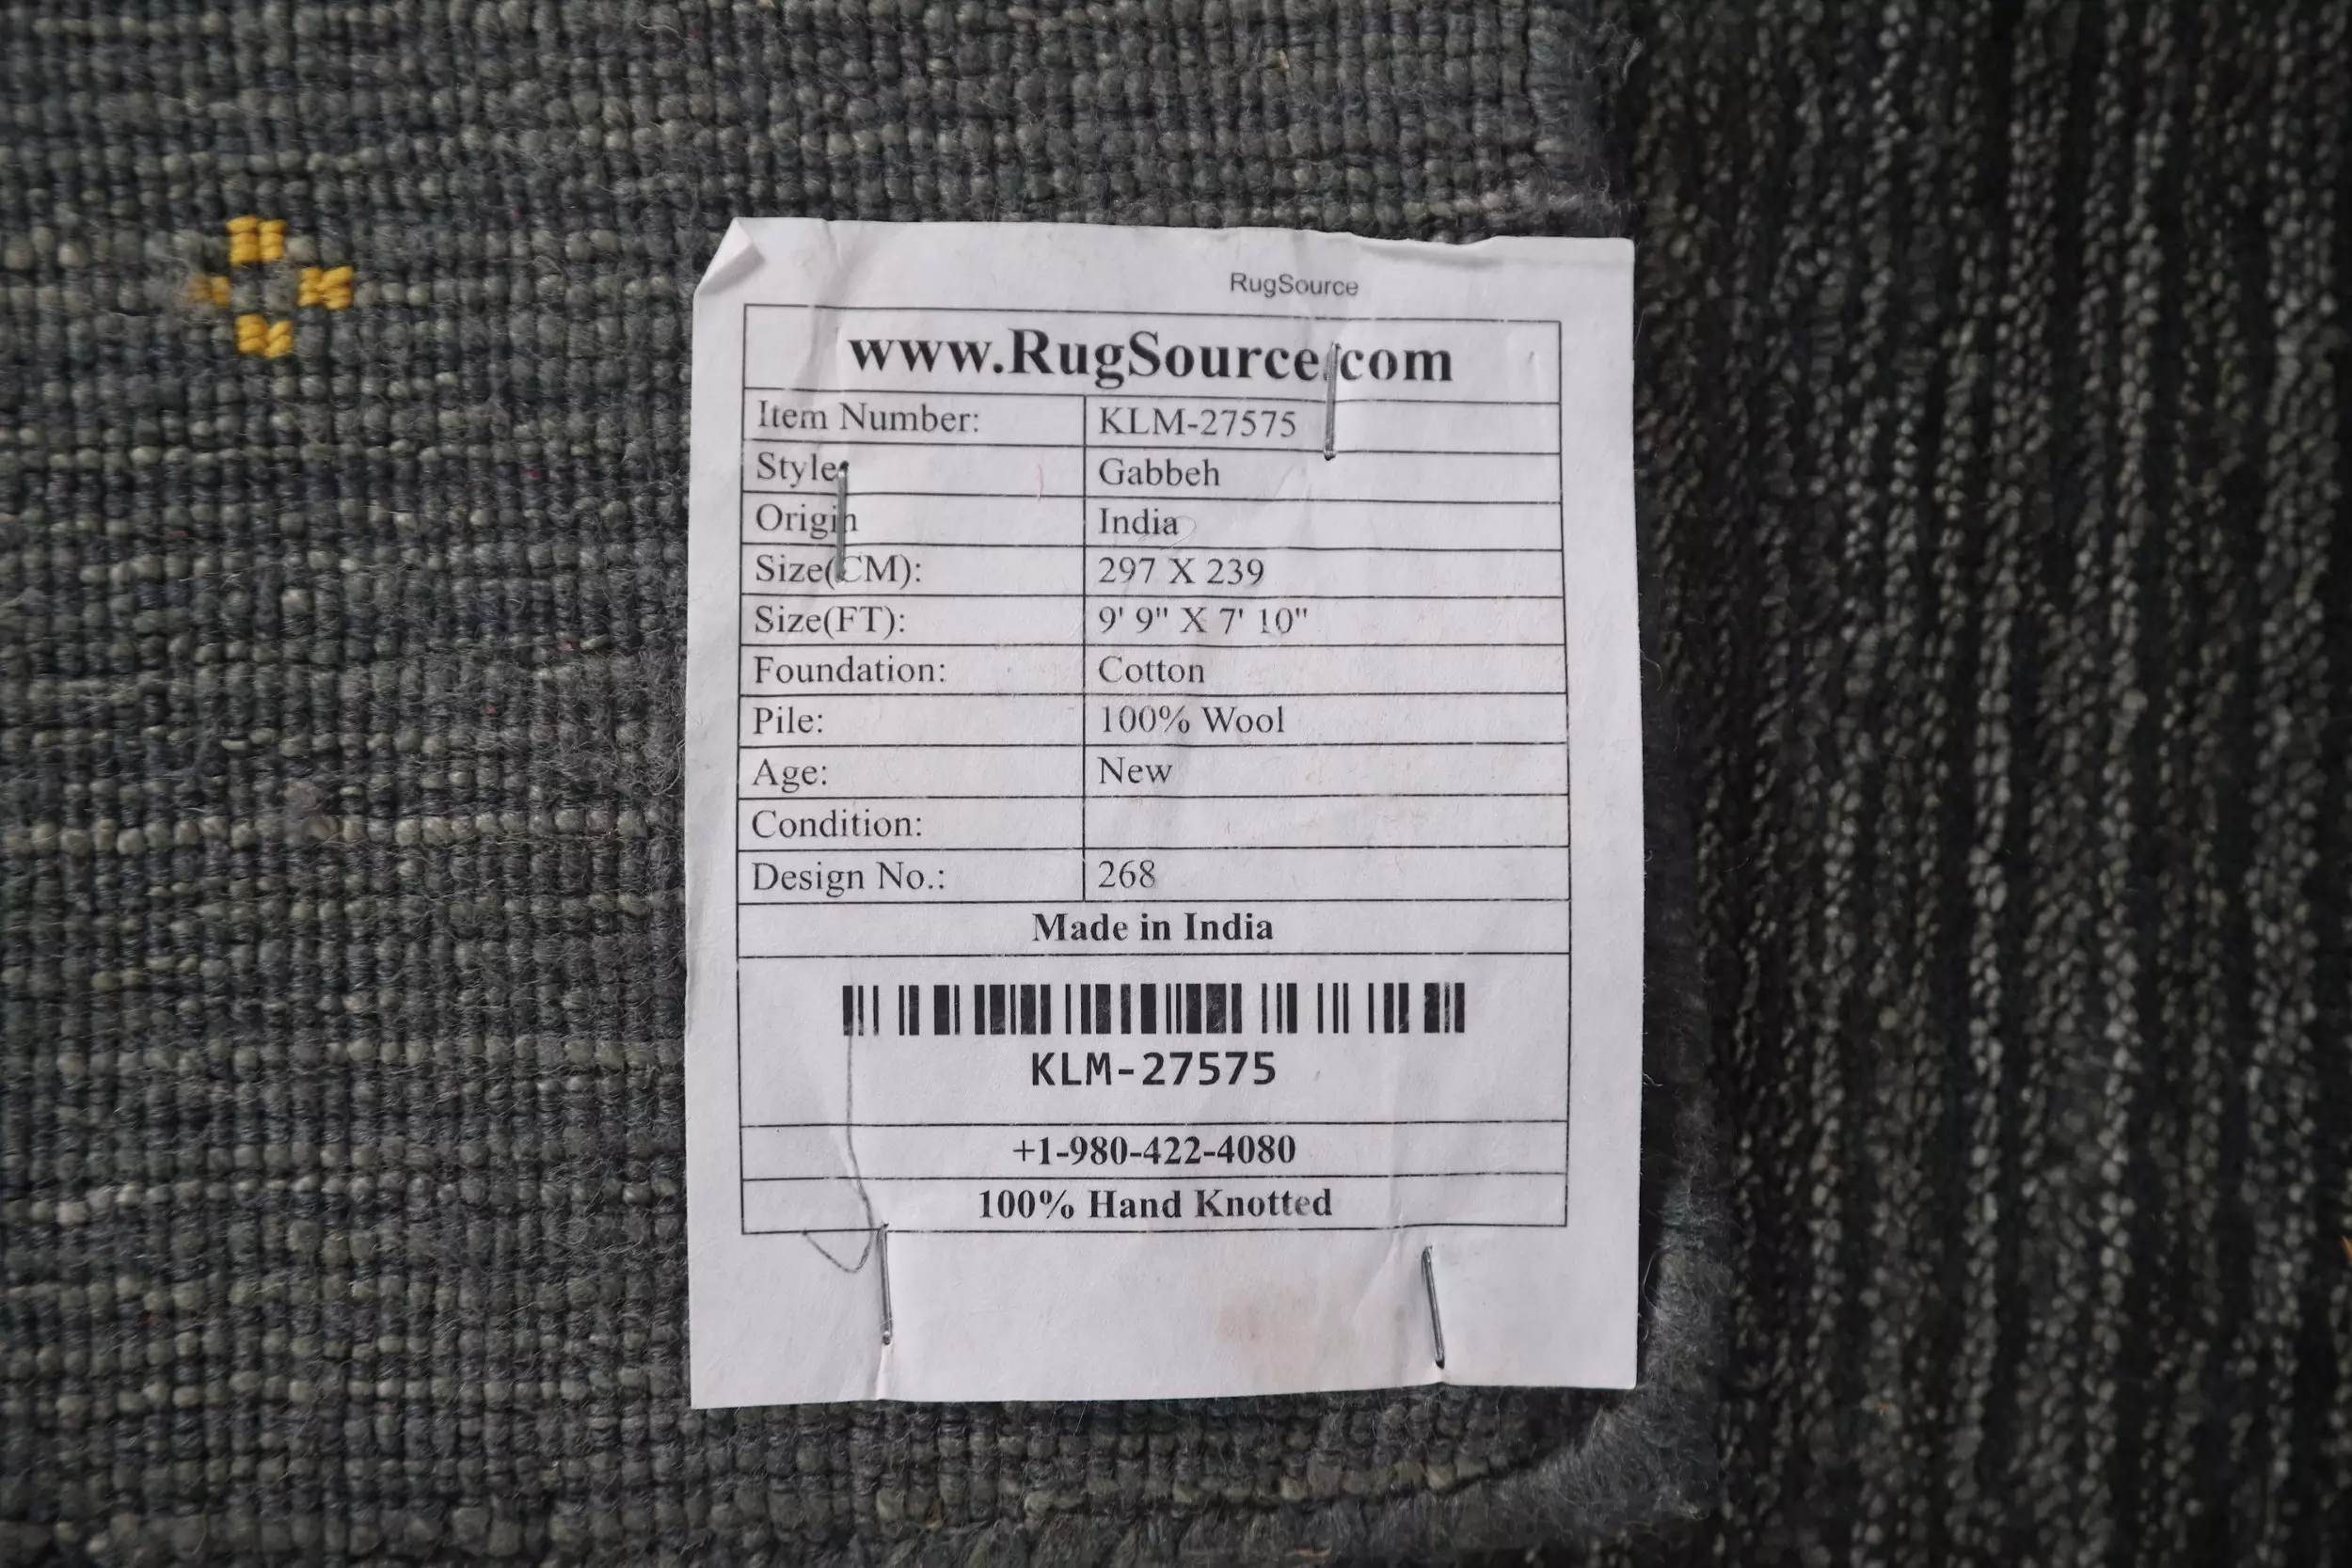 RugSource
www.RugSource.com
Item Number: KLM-27575
Style: Gabbeh
Origin India
Size(CM): 297 X 239
Size(FT): 9' 9" X 7' 10"
Foundation: Cotton
Pile: 100% Wool
Age: New
Condition:
Design No.: 268
Made in India
KLM-27575
+1-980-422-4080
100% Hand Knotted